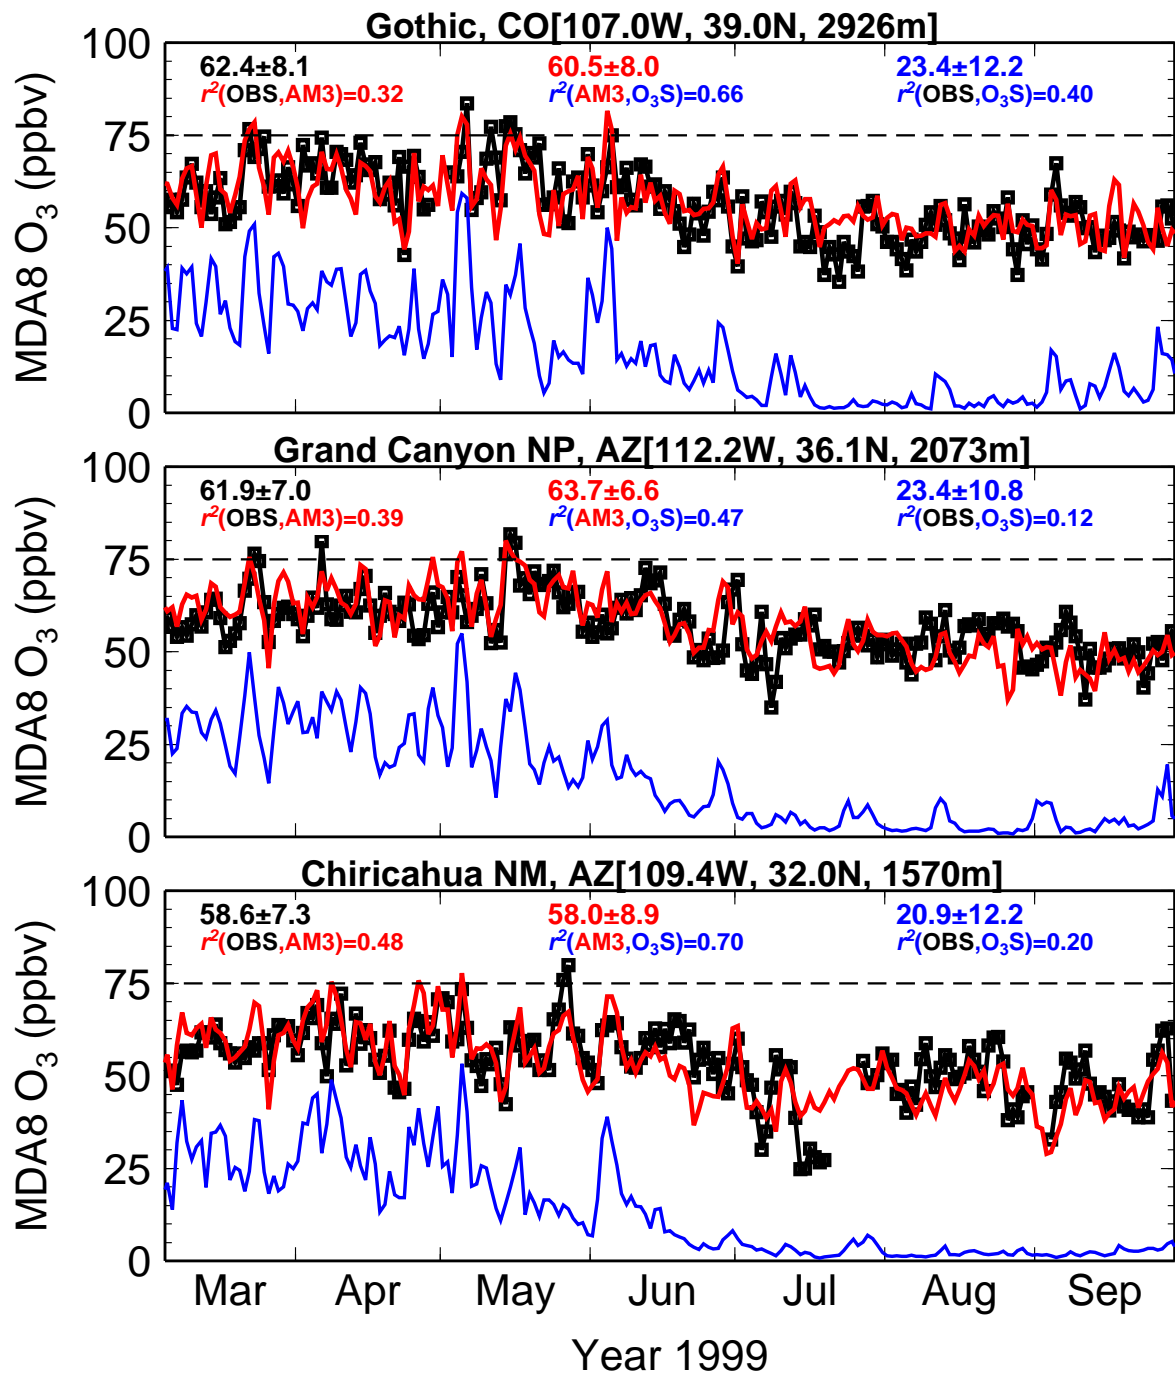 Gothic, CO[107.0W, 39.0N, 2926m]
100
75
50
25
0
MDA8 O3 (ppbv)
62.4±8.1 60.5±8.0 23.4±12.2
r²(OBS,AM3)=0.32 r²(AM3,O3S)=0.66 r²(OBS,O3S)=0.40
Grand Canyon NP, AZ[112.2W, 36.1N, 2073m]
100
75
50
25
0
MDA8 O3 (ppbv)
61.9±7.0 63.7±6.6 23.4±10.8
r²(OBS,AM3)=0.39 r²(AM3,O3S)=0.47 r²(OBS,O3S)=0.12
Chiricahua NM, AZ[109.4W, 32.0N, 1570m]
100
75
50
25
0
MDA8 O3 (ppbv)
58.6±7.3 58.0±8.9 20.9±12.2
r²(OBS,AM3)=0.48 r²(AM3,O3S)=0.70 r²(OBS,O3S)=0.20
Mar Apr May Jun Jul Aug Sep
Year 1999